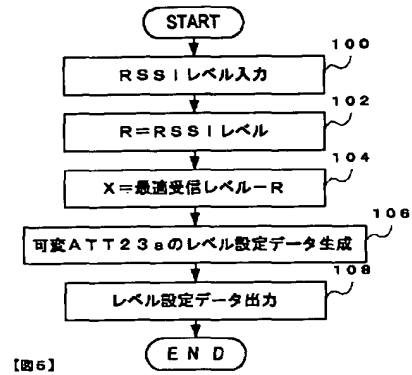 START
100
RSSIレベル入力
102
R=RSSIレベル
104
X=最適受信レベル-R
106
可変ATT23aのレベル設定データ生成
108
レベル設定データ出力
END
【図6】